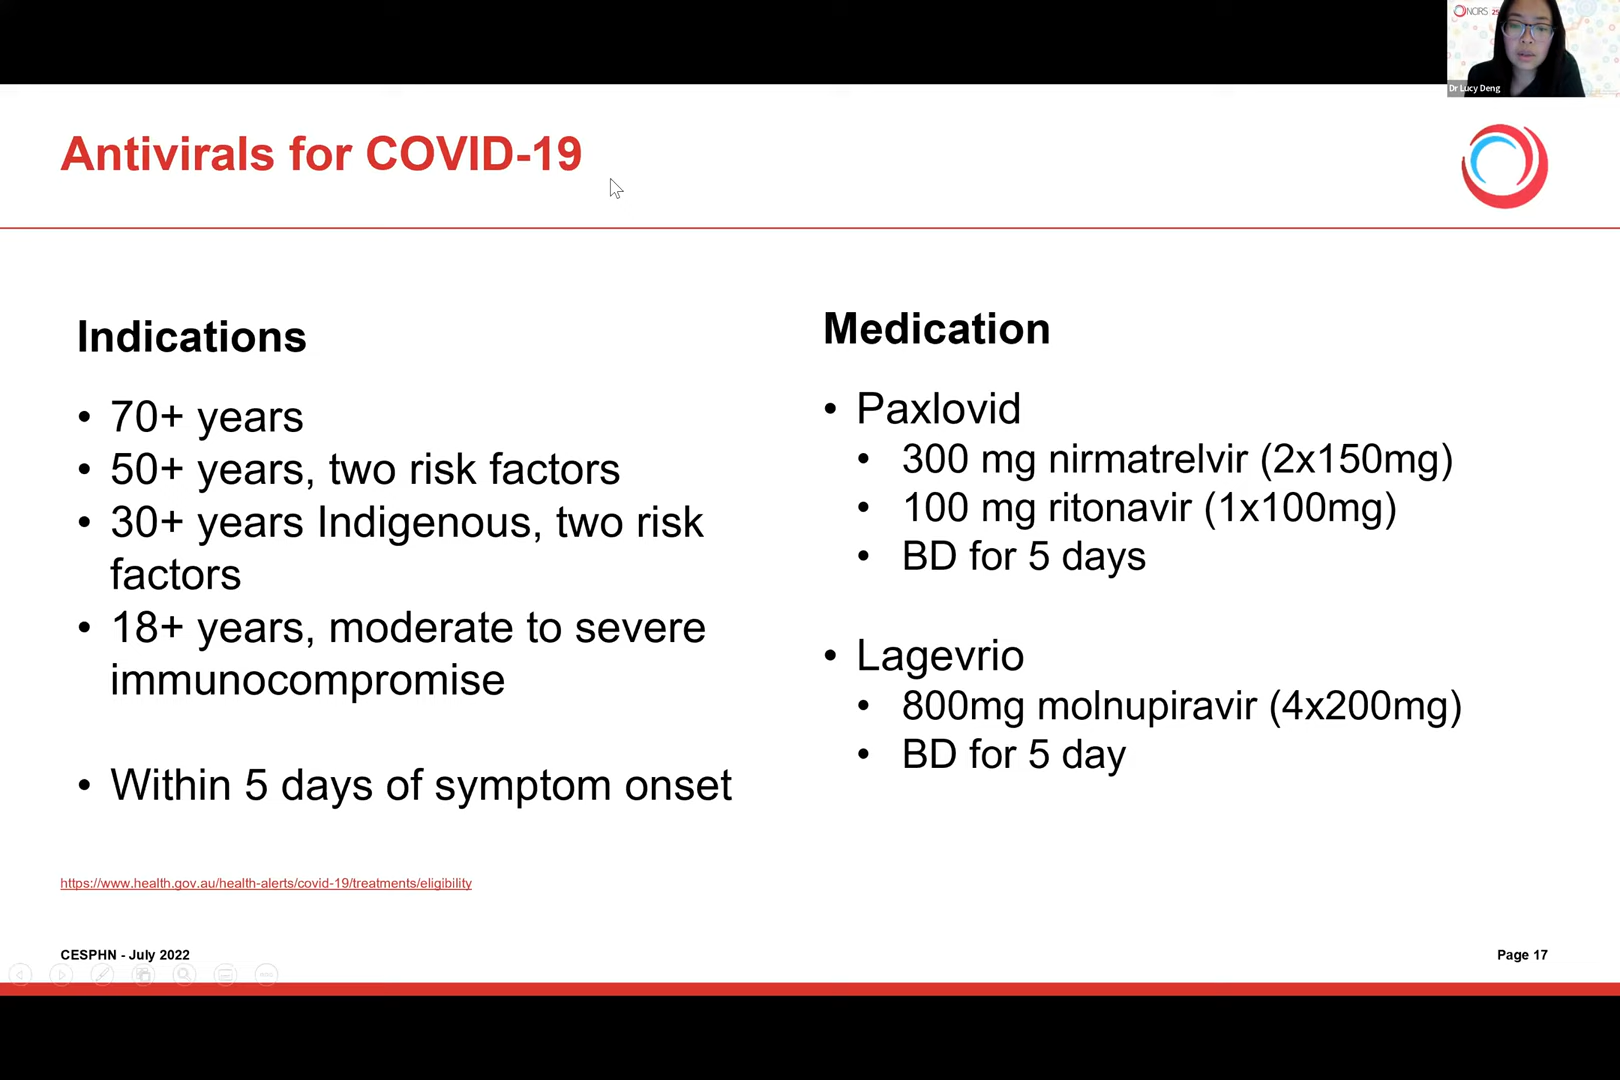 NCIRS 25
Dr Lucy Deng
Antivirals for COVID-19
Indications
• 70+ years
• 50+ years, two risk factors
• 30+ years Indigenous, two risk
factors
• 18+ years, moderate to severe
immunocompromise
• Within 5 days of symptom onset
Medication
• Paxlovid
• 300 mg nirmatrelvir (2x150mg)
• 100 mg ritonavir (1x100mg)
• BD for 5 days
• Lagevrio
• 800mg molnupiravir (4x200mg)
• BD for 5 day
https://www.health.gov.au/health-alerts/covid-19/treatments/eligibility
CESPHN - July 2022
Page 17